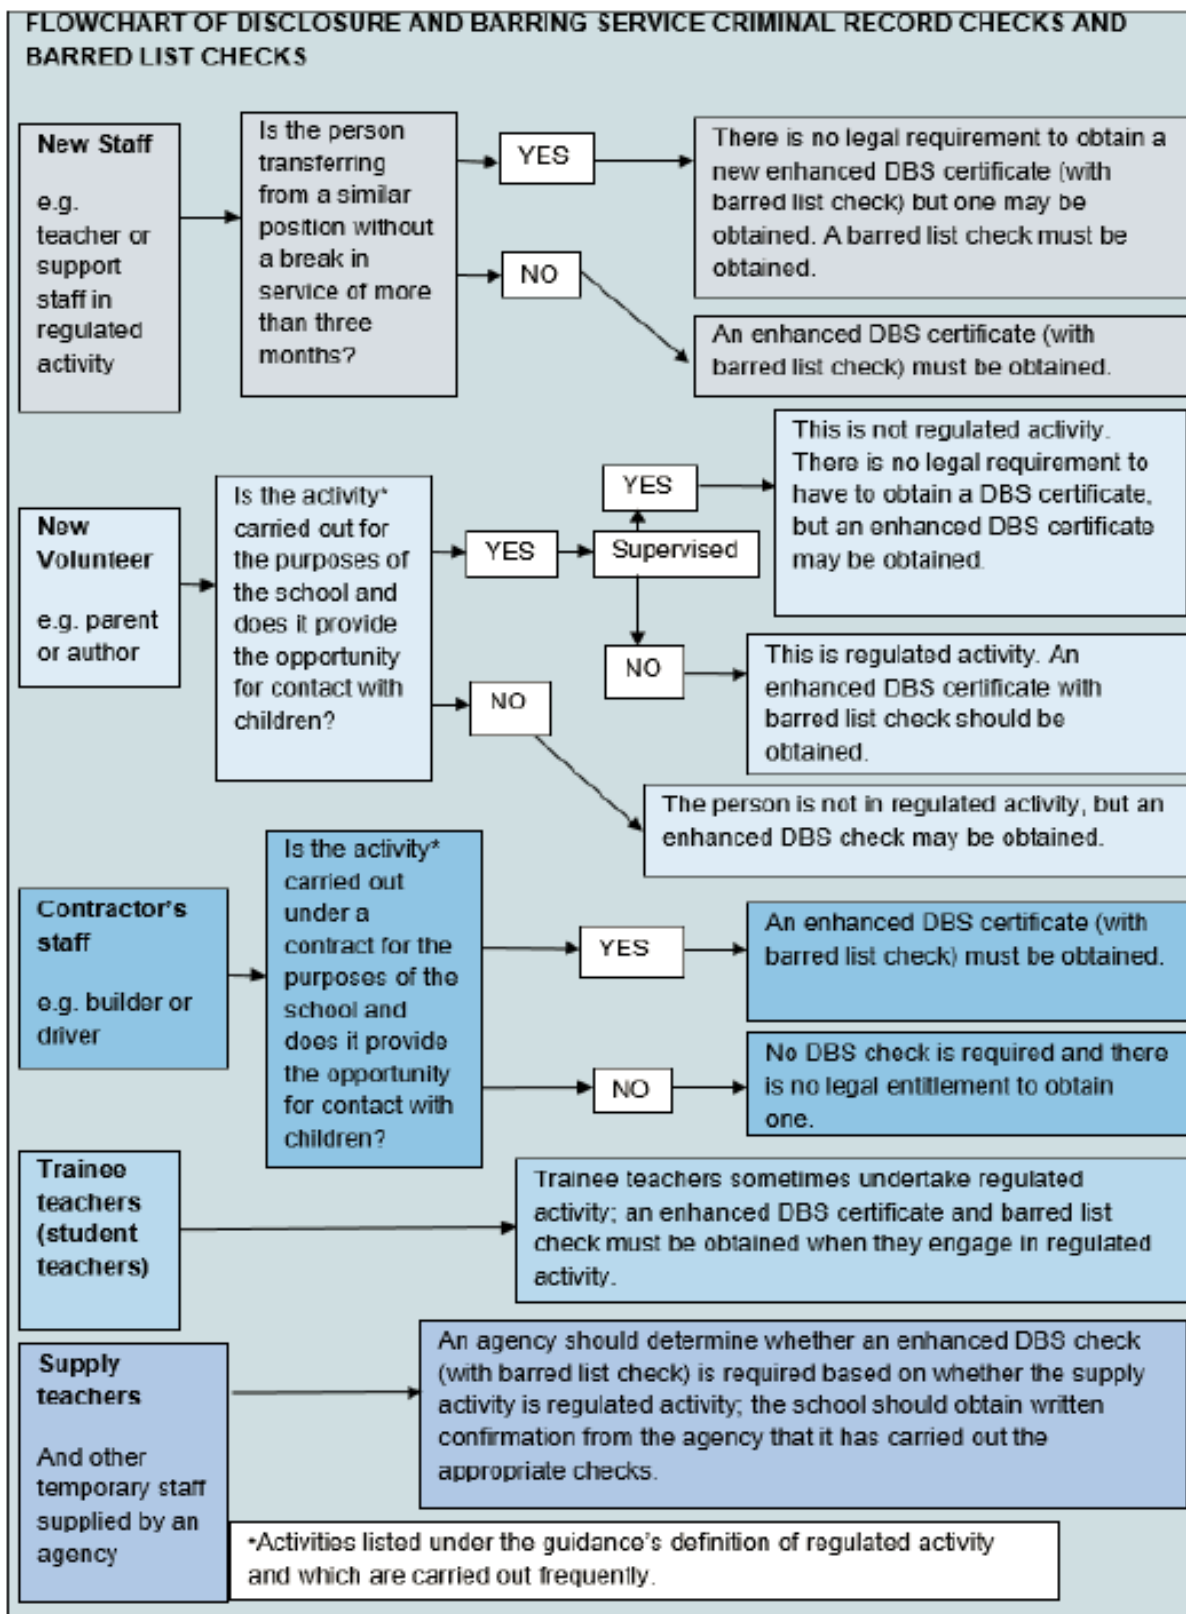 FLOWCHART OF DISCLOSURE AND BARRING SERVICE CRIMINAL RECORD CHECKS AND
BARRED LIST CHECKS
New Staff
e.g.
teacher or
support
staff in
regulated
activity
Is the person
transferring
from a similar
position without
a break in
service of more
than three
months?
YES
There is no legal requirement to obtain a
new enhanced DBS certificate (with
barred list check) but one may be
obtained. A barred list check must be
obtained.
NO
An enhanced DBS certificate (with
barred list check) must be obtained.
New
Volunteer
e.g. parent
or author
Is the activity*
carried out for
the purposes of
the school and
does it provide
the opportunity
for contact with
children?
YES
Supervised
YES
This is not regulated activity.
There is no legal requirement to
have to obtain a DBS certificate,
but an enhanced DBS certificate
may be obtained.
NO
This is regulated activity. An
enhanced DBS certificate with
barred list check should be
obtained.
NO
The person is not in regulated activity, but an
enhanced DBS check may be obtained.
Contractor's
staff
e.g. builder or
driver
Is the activity*
carried out
under a
contract for the
purposes of the
school and
does it provide
the opportunity
for contact with
children?
YES
An enhanced DBS certificate (with
barred list check) must be obtained.
NO
No DBS check is required and there
is no legal entitlement to obtain
one.
Trainee
teachers
(student
teachers)
Trainee teachers sometimes undertake regulated
activity; an enhanced DBS certificate and barred list
check must be obtained when they engage in regulated
activity.
Supply
teachers
And other
temporary staff
supplied by an
agency
An agency should determine whether an enhanced DBS check
(with barred list check) is required based on whether the supply
activity is regulated activity; the school should obtain written
confirmation from the agency that it has carried out the
appropriate checks.
*Activities listed under the guidance's definition of regulated activity
and which are carried out frequently.